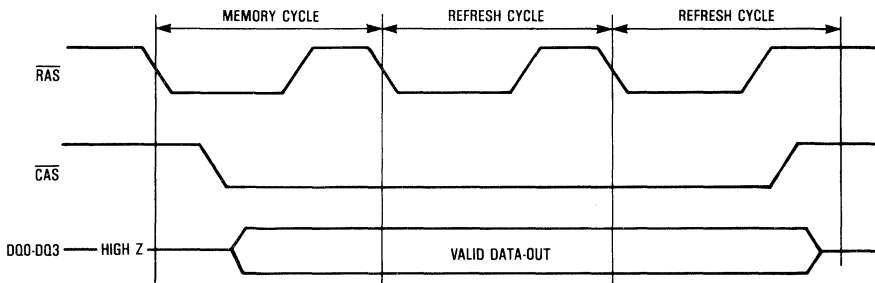 MEMORY CYCLE REFRESH CYCLE REFRESH CYCLE
RAS
CAS
DQ0-DQ3 HIGH Z VALID DATA-OUT